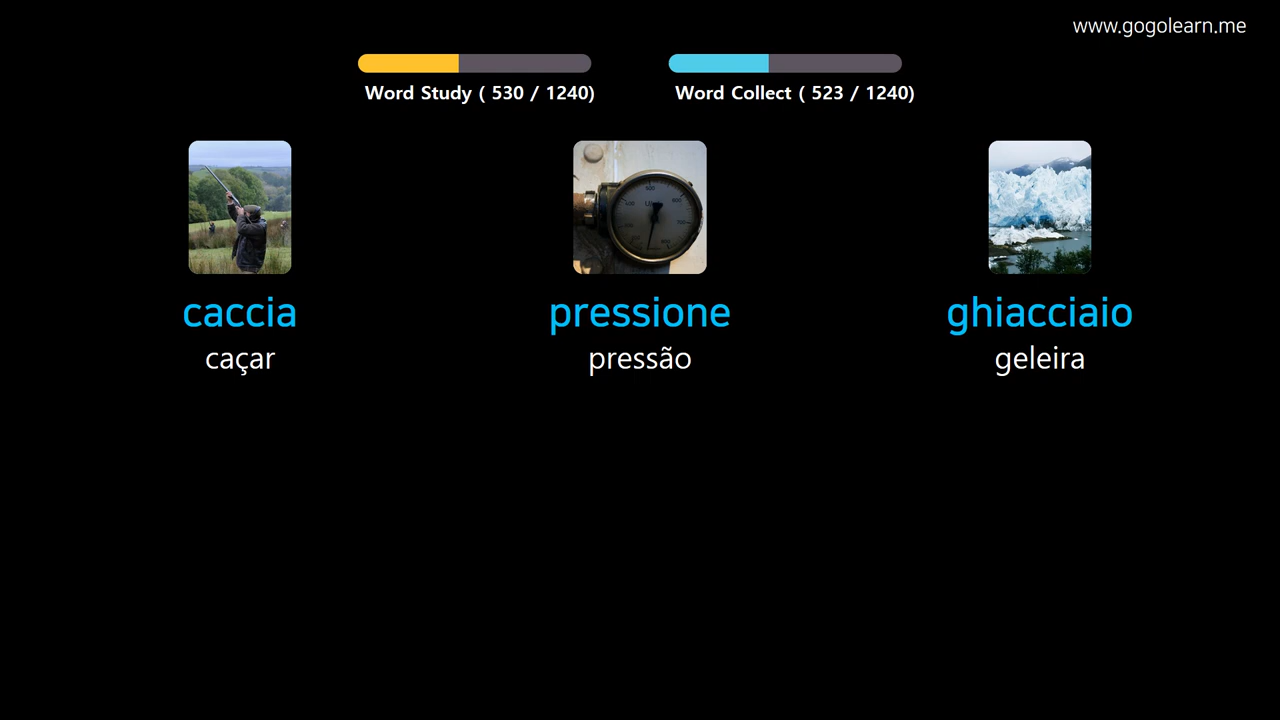 www.gogolearn.me
Word Study ( 530 / 1240)
Word Collect ( 523 / 1240)
caccia
caçar
pressione
pressão
ghiacciaio
geleira